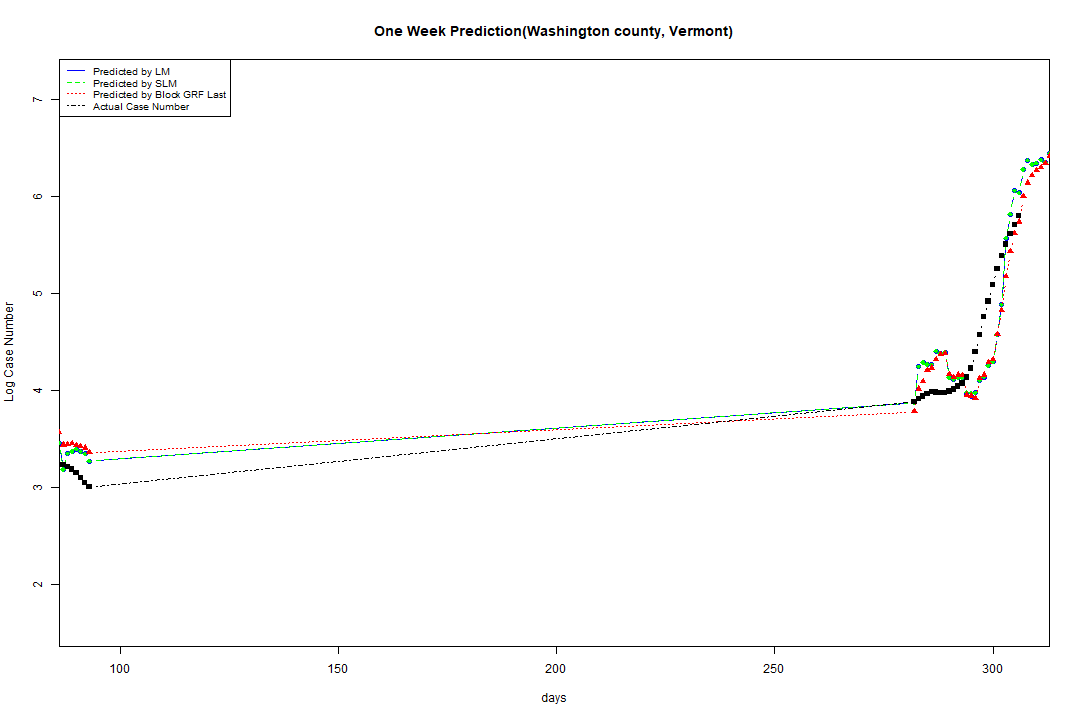 One Week Prediction(Washington county, Vermont)
Predicted by LM
Predicted by SLM
Predicted by Block GRF Last
Actual Case Number
7
6
5
4
3
2
Log Case Number
100 150 200 250 300
days